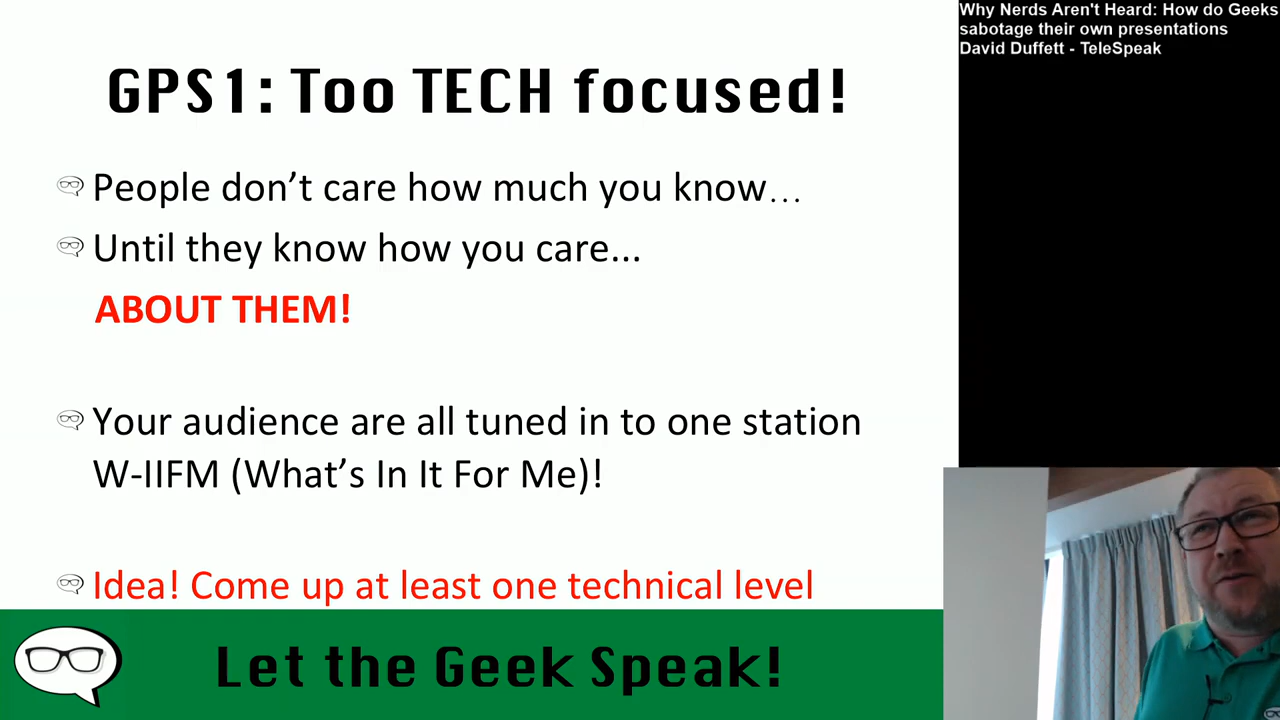 Why Nerds Aren't Heard: How do Geeks
sabotage their own presentations
David Duffett - TeleSpeak
GPS1: Too TECH focused!
People don't care how much you know…
Until they know how you care...
ABOUT THEM!
Your audience are all tuned in to one station
W-IIFM (What's In It For Me)!
Idea! Come up at least one technical level
Let the Geek Speak!